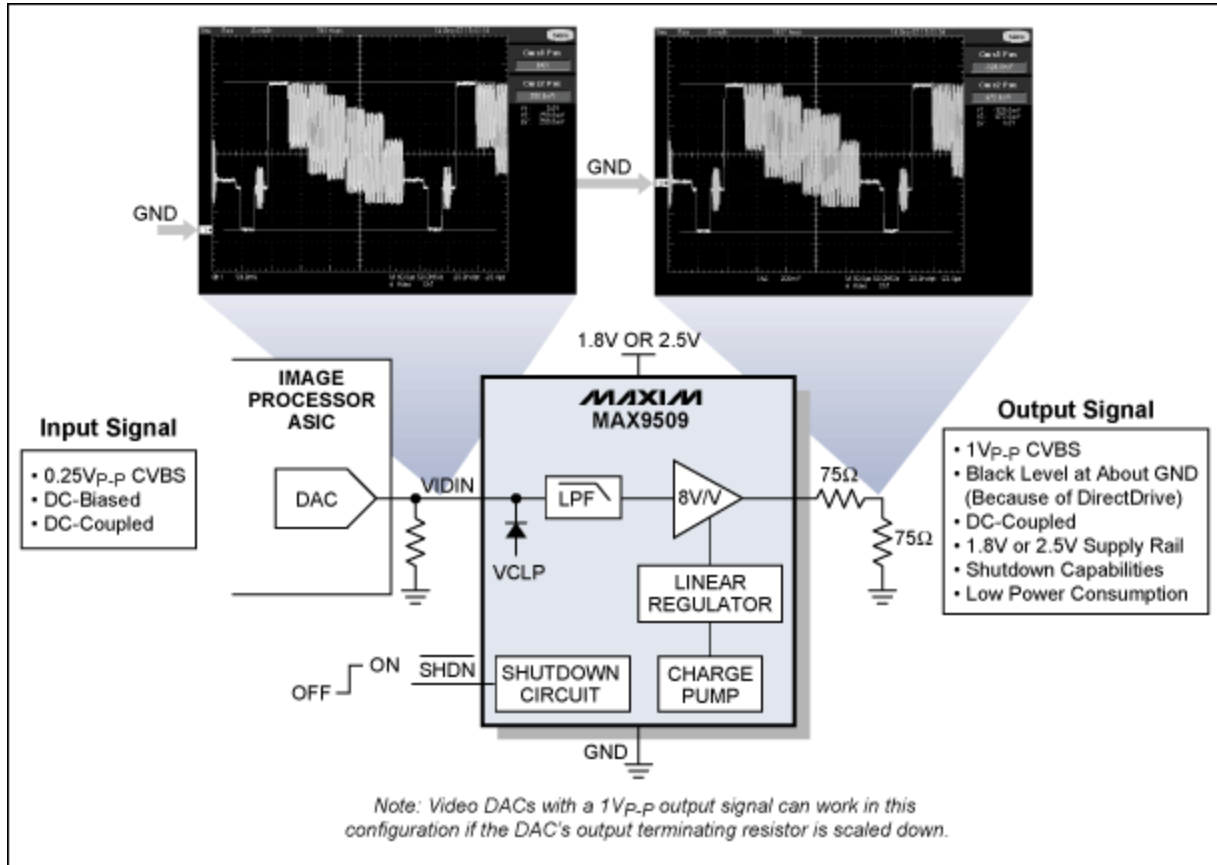 GND
GND
1.8V OR 2.5V
IMAGE
PROCESSOR
ASIC
DAC
Input Signal
• 0.25VP-P CVBS
• DC-Biased
• DC-Coupled
VIDIN
MAXIM
MAX9509
LPF
8V/V
VCLP
LINEAR
REGULATOR
CHARGE
PUMP
SHUTDOWN
CIRCUIT
SHDN
ON
OFF
GND
75Ω
75Ω
Output Signal
• 1VP-P CVBS
• Black Level at About GND
(Because of DirectDrive)
• DC-Coupled
• 1.8V or 2.5V Supply Rail
• Shutdown Capabilities
• Low Power Consumption
Note: Video DACs with a 1VP-P output signal can work in this
configuration if the DAC's output terminating resistor is scaled down.